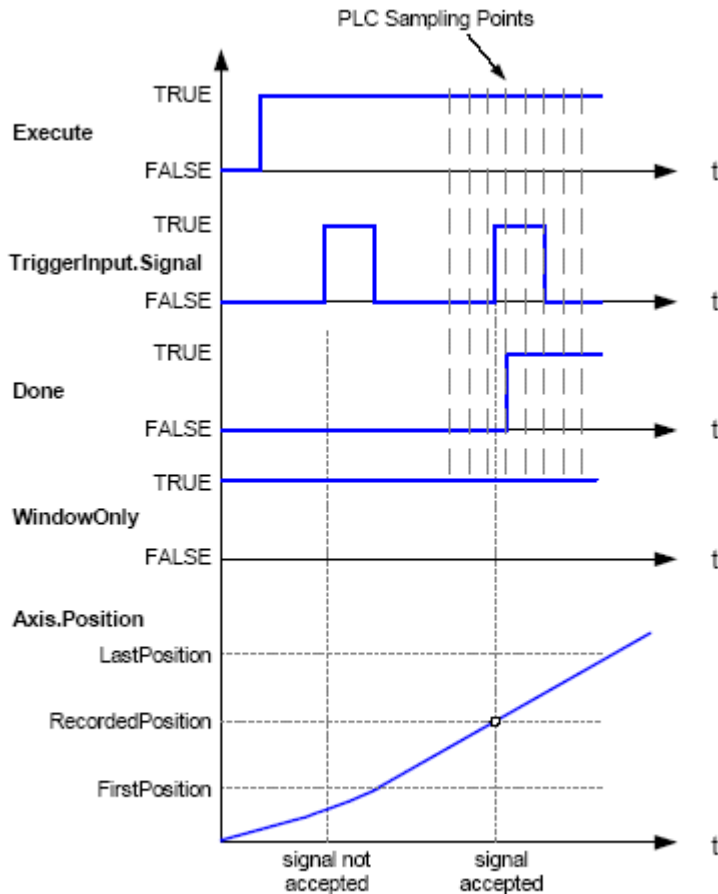 PLC Sampling Points
TRUE
Execute
FALSE
t
TRUE
TriggerInput.Signal
FALSE
t
TRUE
Done
FALSE
t
TRUE
WindowOnly
FALSE
t
Axis.Position
LastPosition
RecordedPosition
FirstPosition
t
signal not
accepted
signal
accepted